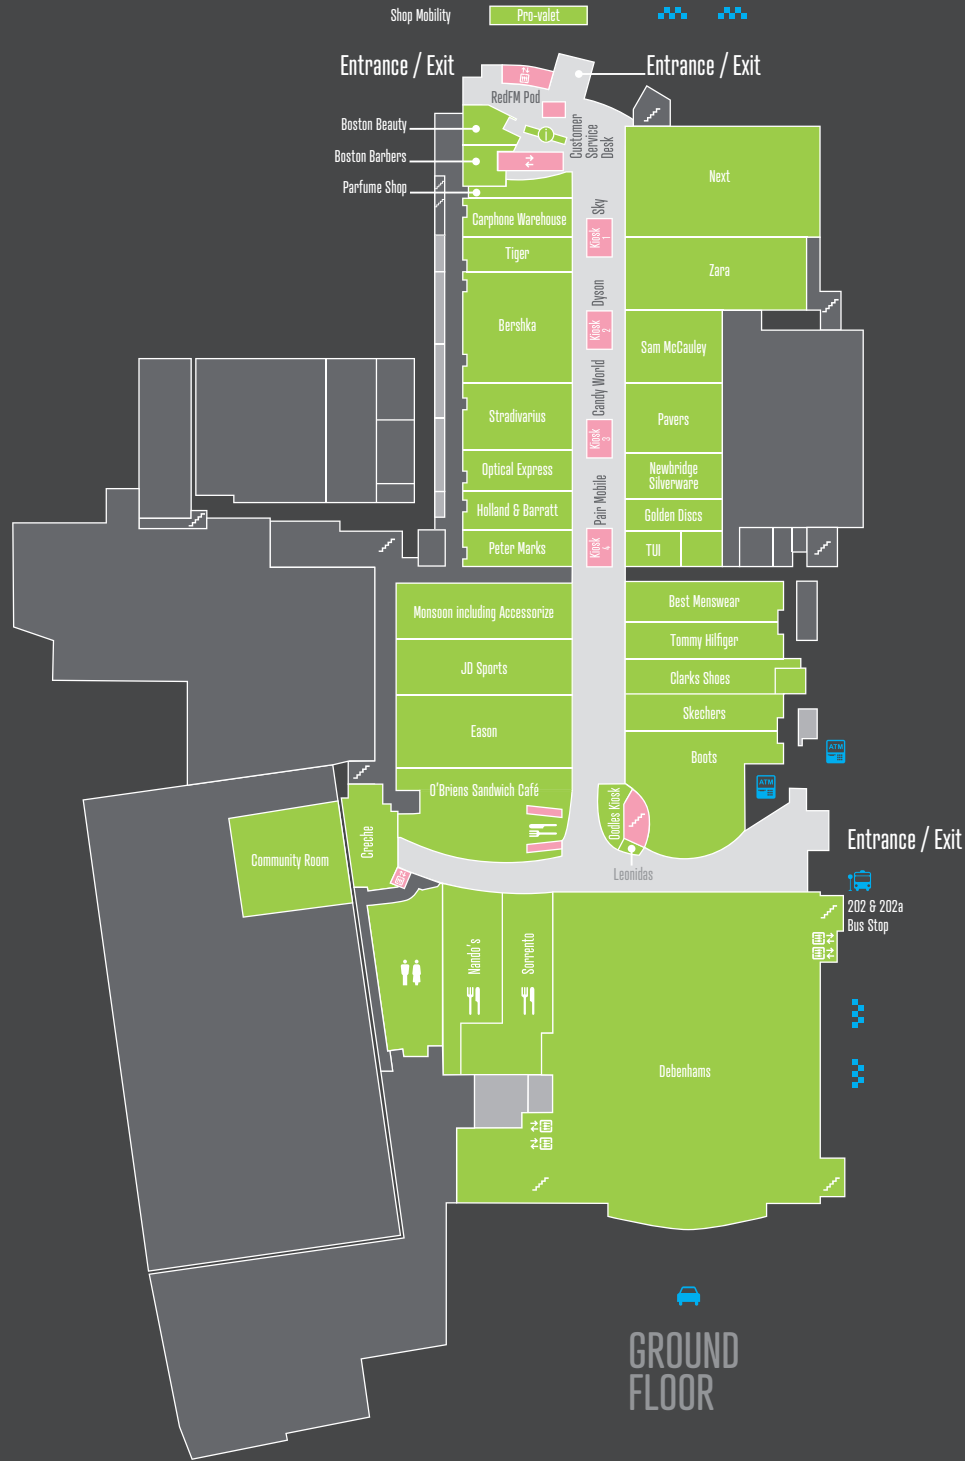 Shop Mobility
Pro-valet
Entrance / Exit
Entrance / Exit
RedFM Pod
Boston Beauty
Customer
Service
Desk
i
Boston Barbers
Parfume Shop
Next
Carphone Warehouse
Sky
Kiosk
1
Tiger
Zara
Dyson
Bershka
Kiosk
2
Sam McCauley
Candy World
Stradivarius
Pavers
Kiosk
3
Optical Express
Newbridge
Silverware
Pair Mobile
Holland & Barratt
Golden Discs
Peter Marks
Kiosk
4
TUI
Best Menswear
Monsoon including Accessorize
Tommy Hilfiger
JD Sports
Clarks Shoes
Skechers
Eason
Boots
ATM
ATM
O'Briens Sandwich Café
Oodles Kiosk
Creche
Community Room
Leonidas
Entrance / Exit
202 & 202a
Bus Stop
Nando's
Sorrento
Debenhams
GROUND
FLOOR